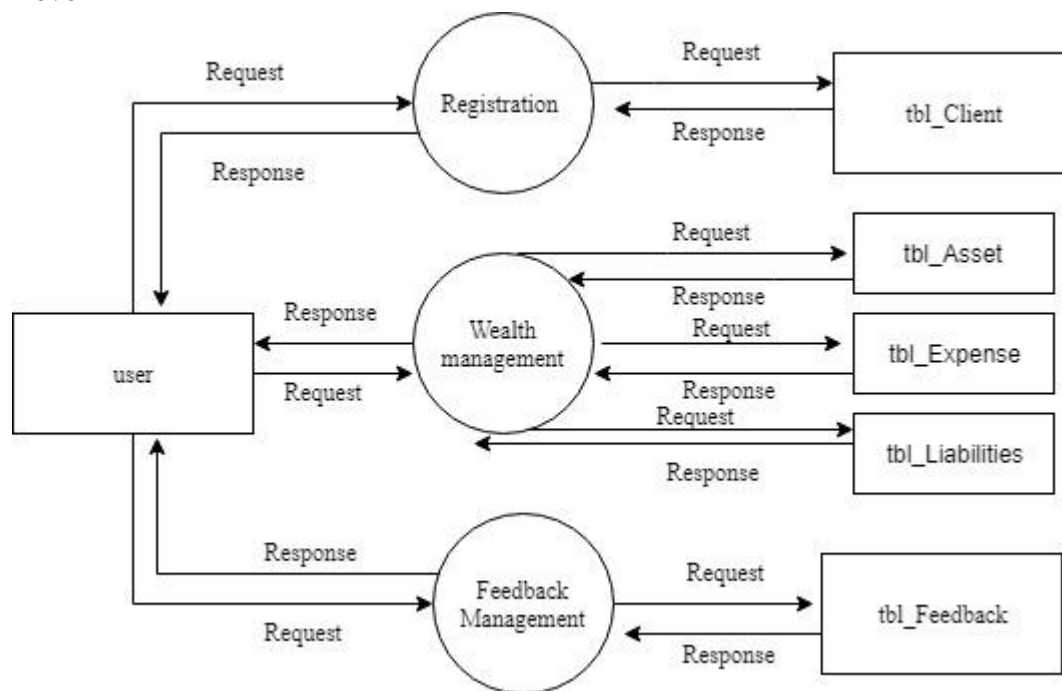 Request
Registration
Request
tbl_Client
Response
Response
Request
tbl_Asset
Response
Response
Wealth
management
Request
tbl_Expense
user
Request
Response
Request
tbl_Liabilities
Response
Response
Feedback
Management
Request
tbl_Feedback
Request
Response